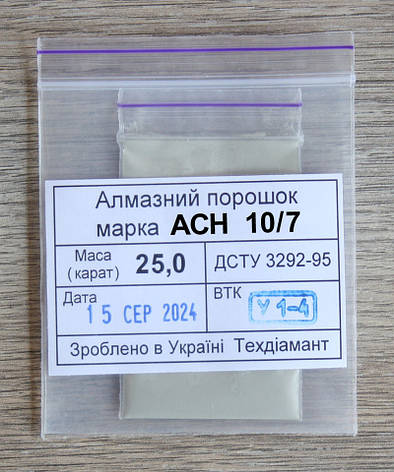 Алмазний порошок
марка АСН 10/7
Маса (карат) 25,0 ДСТУ 3292-95
Дата 15 СЕР 2024 ВТК У 1-4
Зроблено в Україні Техдіамант